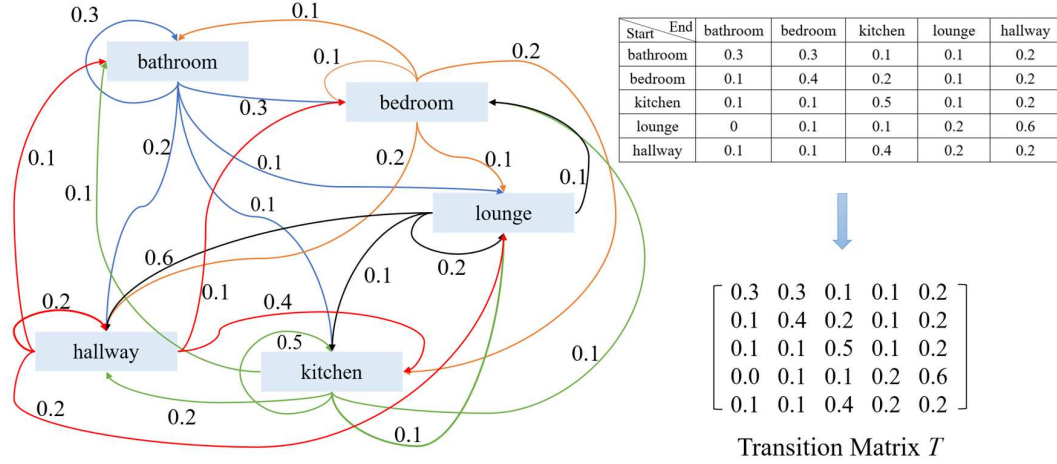 0.3
0.1
bathroom
0.1
0.2
bedroom
0.3
0.1
0.2
0.2
0.1
0.1
0.1
0.1
lounge
0.1
0.1
0.6
0.2
0.1
0.2
0.1
0.4
hallway
0.5
kitchen
0.1
0.2
0.2
0.1
Start End bathroom bedroom kitchen lounge hallway
bathroom 0.3 0.3 0.1 0.1 0.2
bedroom 0.1 0.4 0.2 0.1 0.2
kitchen 0.1 0.1 0.5 0.1 0.2
lounge 0 0.1 0.1 0.2 0.6
hallway 0.1 0.1 0.4 0.2 0.2
0.3 0.3 0.1 0.1 0.2
0.1 0.4 0.2 0.1 0.2
0.1 0.1 0.5 0.1 0.2
0.0 0.1 0.1 0.2 0.6
0.1 0.1 0.4 0.2 0.2
Transition Matrix T